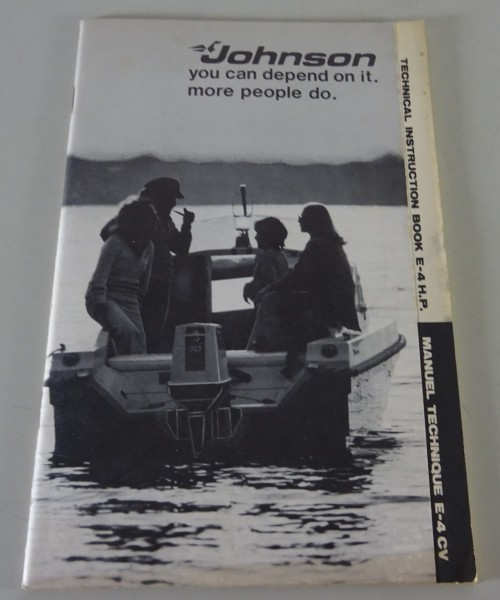 Johnson
you can depend on it.
more people do.
TECHNICAL INSTRUCTION BOOK E-4 H.P.
MANUEL TECHNIQUE E-4 CV